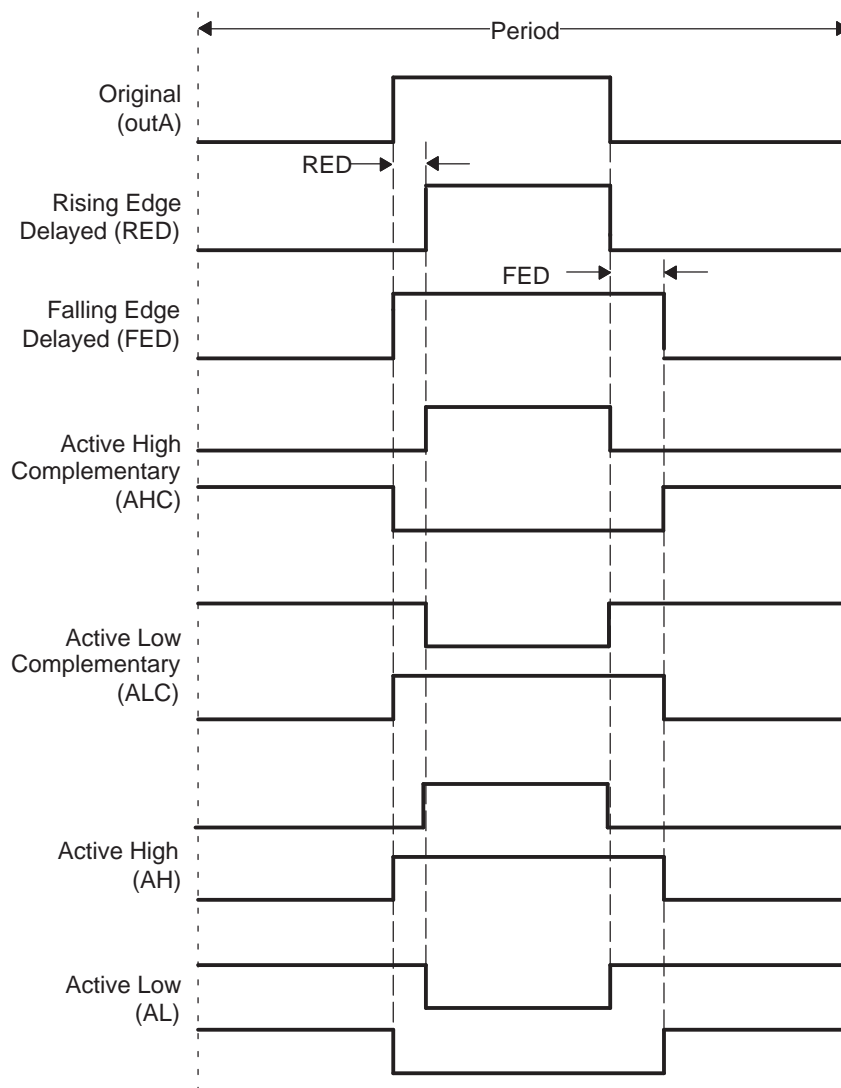 Period
Original
(outA)
RED
Rising Edge
Delayed (RED)
FED
Falling Edge
Delayed (FED)
Active High
Complementary
(AHC)
Active Low
Complementary
(ALC)
Active High
(AH)
Active Low
(AL)